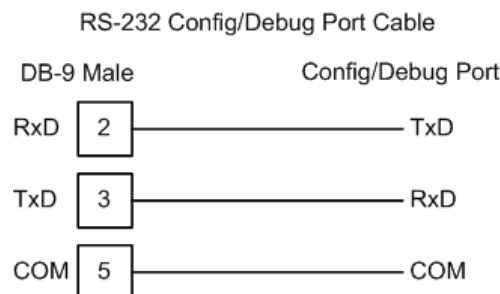 RS-232 Config/Debug Port Cable
DB-9 Male Config/Debug Port
RxD 2 TxD
TxD 3 RxD
COM 5 COM